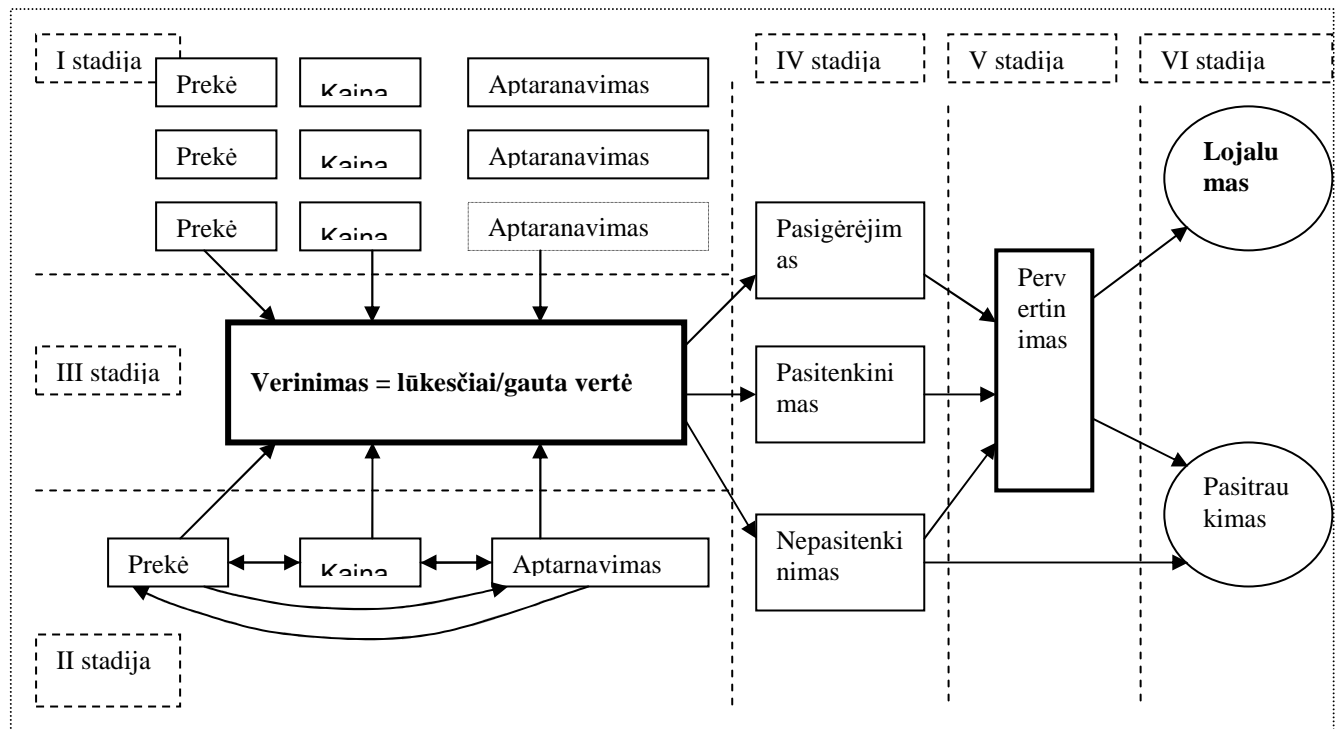 I stadija
IV stadija
V stadija
VI stadija
Prekė
Kaina
Aptaranavimas
Prekė
Kaina
Aptaranavimas
Prekė
Kaina
Aptaranavimas
Lojalu
mas
Pasigėrėjim
as
Perv
ertin
imas
III stadija
Verinimas = lūkesčiai/gauta vertė
Pasitenkini
mas
Pasitrau
kimas
Nepasitenki
nimas
Prekė
Kaina
Aptarnavimas
II stadija